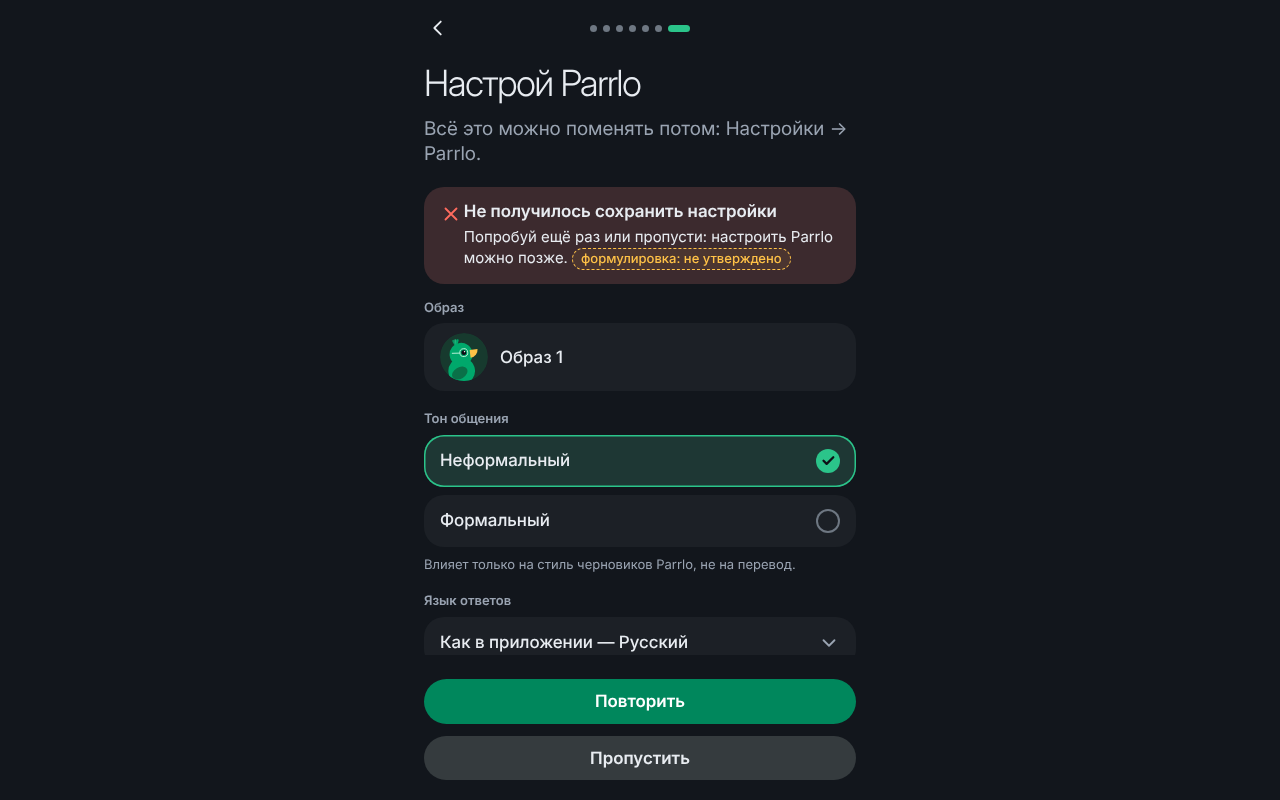 Настрой Parrlo
Всё это можно поменять потом: Настройки →
Parrlo.
Не получилось сохранить настройки
Попробуй ещё раз или пропусти: настроить Parrlo
можно позже. формулировка: не утверждено
Образ
Образ 1
Тон общения
Неформальный
Формальный
Влияет только на стиль черновиков Parrlo, не на перевод.
Язык ответов
Как в приложении — Русский
Повторить
Пропустить